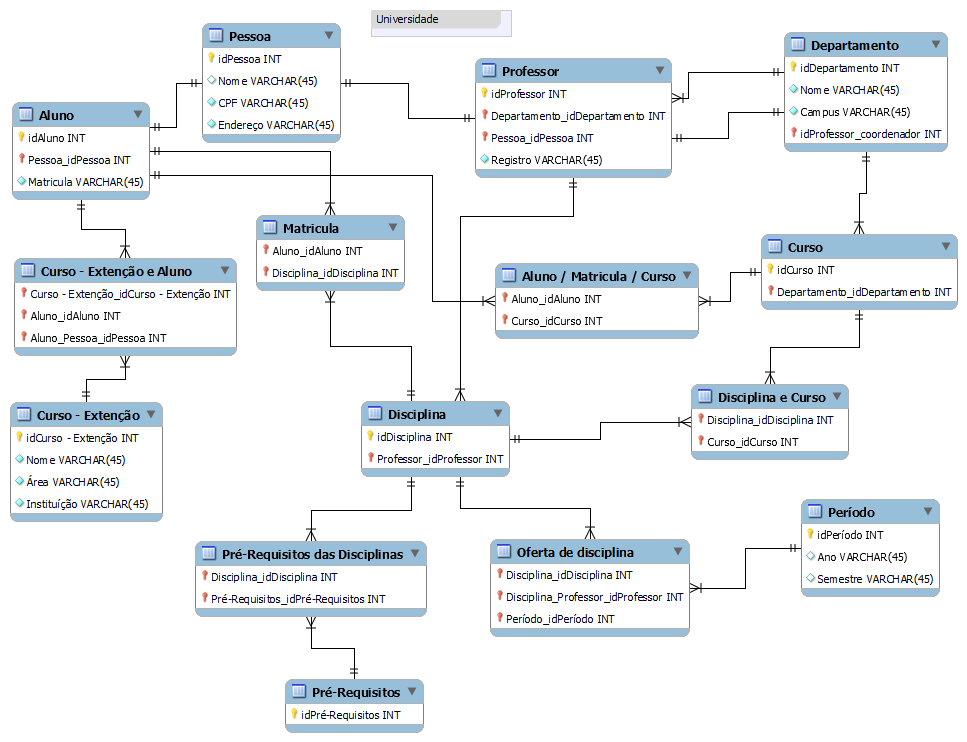 Universidade
Pessoa
idPessoa INT
Nome VARCHAR(45)
CPF VARCHAR(45)
Endereço VARCHAR(45)
Professor
idProfessor INT
Departamento_idDepartamento INT
Pessoa_idPessoa INT
Registro VARCHAR(45)
Departamento
idDepartamento INT
Nome VARCHAR(45)
Campus VARCHAR(45)
idProfessor_coordenador INT
Aluno
idAluno INT
Pessoa_idPessoa INT
Matricula VARCHAR(45)
Matricula
Aluno_idAluno INT
Disciplina_idDisciplina INT
Curso - Extenção e Aluno
Curso - Extenção_idCurso - Extenção INT
Aluno_idAluno INT
Aluno_Pessoa_idPessoa INT
Aluno / Matricula / Curso
Aluno_idAluno INT
Curso_idCurso INT
Curso
idCurso INT
Departamento_idDepartamento INT
Curso - Extenção
idCurso - Extenção INT
Nome VARCHAR(45)
Área VARCHAR(45)
Instituíção VARCHAR(45)
Disciplina
idDisciplina INT
Professor_idProfessor INT
Disciplina e Curso
Disciplina_idDisciplina INT
Curso_idCurso INT
Pré-Requisitos das Disciplinas
Disciplina_idDisciplina INT
Pré-Requisitos_idPré-Requisitos INT
Oferta de disciplina
Disciplina_idDisciplina INT
Disciplina_Professor_idProfessor INT
Período_idPeríodo INT
Período
idPeríodo INT
Ano VARCHAR(45)
Semestre VARCHAR(45)
Pré-Requisitos
idPré-Requisitos INT